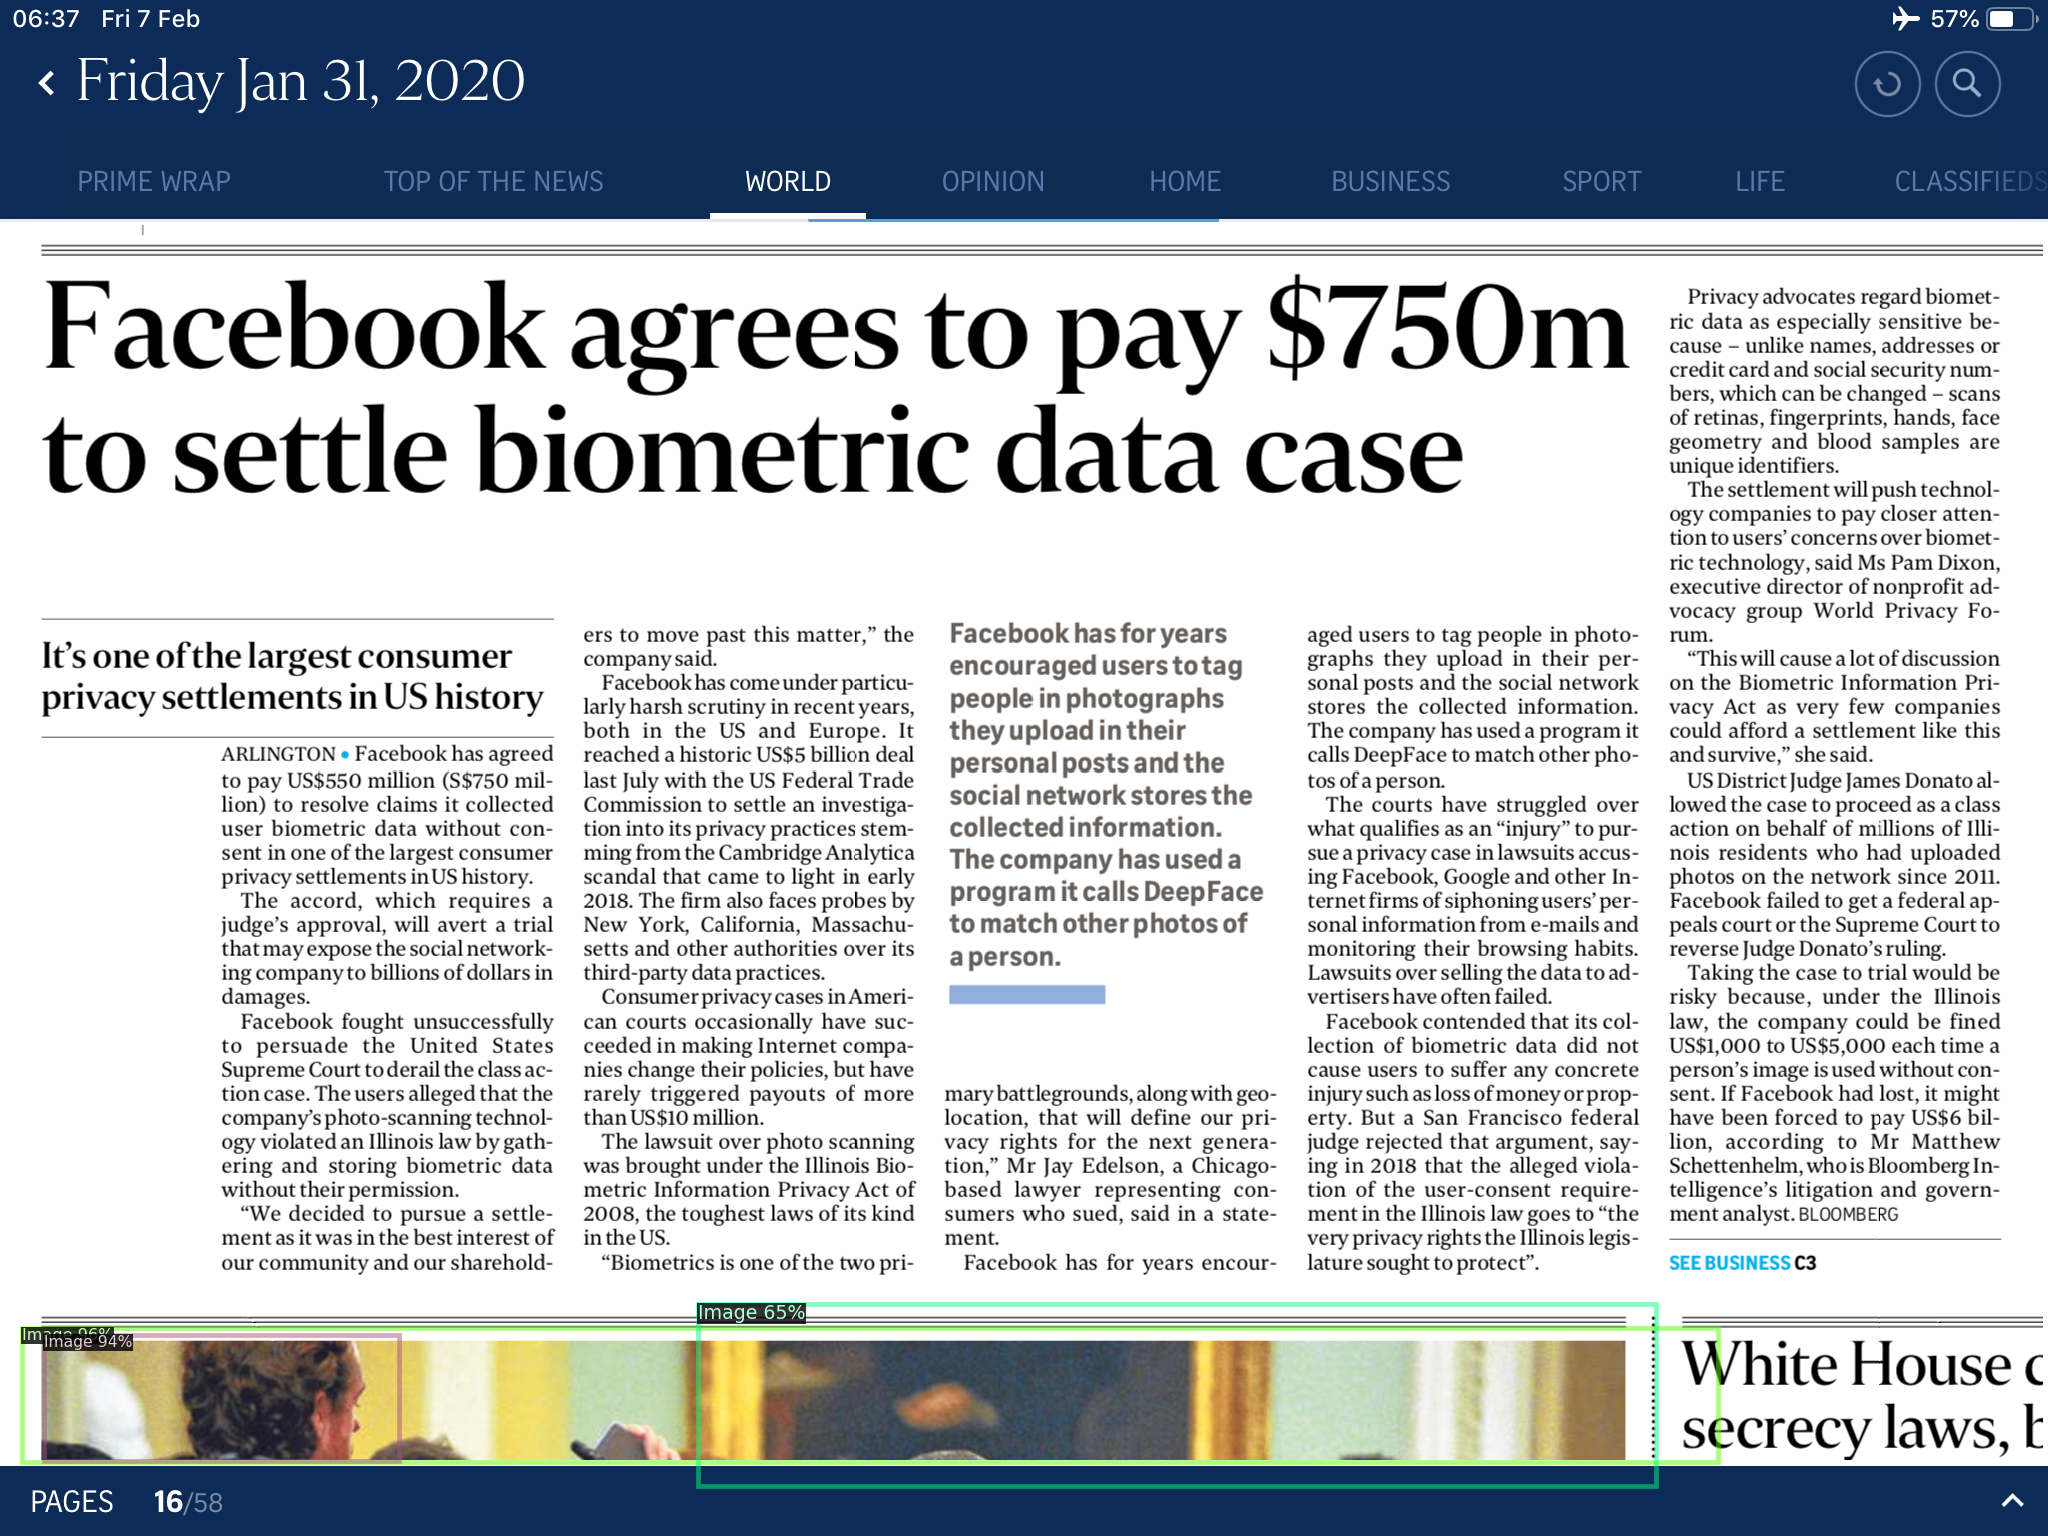 06:37 Fri 7 Feb
57%
Friday Jan 31, 2020
PRIME WRAP TOP OF THE NEWS WORLD OPINION HOME BUSINESS SPORT LIFE CLASSIFIEDS
Facebook agrees to pay $750m
to settle biometric data case
It’s one of the largest consumer
privacy settlements in US history
ARLINGTON • Facebook has agreed
to pay US$550 million (S$750 mil-
lion) to resolve claims it collected
user biometric data without con-
sent in one of the largest consumer
privacy settlements in US history.
The accord, which requires a
judge’s approval, will avert a trial
that may expose the social network-
ing company to billions of dollars in
damages.
Facebook fought unsuccessfully
to persuade the United States
Supreme Court to derail the class ac-
tion case. The users alleged that the
company’s photo-scanning technol-
ogy violated an Illinois law by gath-
ering and storing biometric data
without their permission.
“We decided to pursue a settle-
ment as it was in the best interest of
our community and our sharehold-
ers to move past this matter,” the
company said.
Facebook has come under particu-
larly harsh scrutiny in recent years,
both in the US and Europe. It
reached a historic US$5 billion deal
last July with the US Federal Trade
Commission to settle an investiga-
tion into its privacy practices stem-
ming from the Cambridge Analytica
scandal that came to light in early
2018. The firm also faces probes by
New York, California, Massachu-
setts and other authorities over its
third-party data practices.
Consumer privacy cases in Ameri-
can courts occasionally have suc-
ceeded in making Internet compa-
nies change their policies, but have
rarely triggered payouts of more
than US$10 million.
The lawsuit over photo scanning
was brought under the Illinois Bio-
metric Information Privacy Act of
2008, the toughest laws of its kind
in the US.
“Biometrics is one of the two pri-
Facebook has for years
encouraged users to tag
people in photographs
they upload in their
personal posts and the
social network stores the
collected information.
The company has used a
program it calls DeepFace
to match other photos of
a person.
mary battlegrounds, along with geo-
location, that will define our pri-
vacy rights for the next genera-
tion,” Mr Jay Edelson, a Chicago-
based lawyer representing con-
sumers who sued, said in a state-
ment.
Facebook has for years encour-
aged users to tag people in photo-
graphs they upload in their per-
sonal posts and the social network
stores the collected information.
The company has used a program it
calls DeepFace to match other pho-
tos of a person.
The courts have struggled over
what qualifies as an “injury” to pur-
sue a privacy case in lawsuits accus-
ing Facebook, Google and other In-
ternet firms of siphoning users’ per-
sonal information from e-mails and
monitoring their browsing habits.
Lawsuits over selling the data to ad-
vertisers have often failed.
Facebook contended that its col-
lection of biometric data did not
cause users to suffer any concrete
injury such as loss of money or prop-
erty. But a San Francisco federal
judge rejected that argument, say-
ing in 2018 that the alleged viola-
tion of the user-consent require-
ment in the Illinois law goes to “the
very privacy rights the Illinois legis-
lature sought to protect”.
Privacy advocates regard biomet-
ric data as especially sensitive be-
cause – unlike names, addresses or
credit card and social security num-
bers, which can be changed – scans
of retinas, fingerprints, hands, face
geometry and blood samples are
unique identifiers.
The settlement will push technol-
ogy companies to pay closer atten-
tion to users’ concerns over biomet-
ric technology, said Ms Pam Dixon,
executive director of nonprofit ad-
vocacy group World Privacy Fo-
rum.
“This will cause a lot of discussion
on the Biometric Information Pri-
vacy Act as very few companies
could afford a settlement like this
and survive,” she said.
US District Judge James Donato al-
lowed the case to proceed as a class
action on behalf of millions of Illi-
nois residents who had uploaded
photos on the network since 2011.
Facebook failed to get a federal ap-
peals court or the Supreme Court to
reverse Judge Donato’s ruling.
Taking the case to trial would be
risky because, under the Illinois
law, the company could be fined
US$1,000 to US$5,000 each time a
person’s image is used without con-
sent. If Facebook had lost, it might
have been forced to pay US$6 bil-
lion, according to Mr Matthew
Schettenhelm, who is Bloomberg In-
telligence’s litigation and govern-
ment analyst. BLOOMBERG
SEE BUSINESS C3
Image 65%
Image 96%
Image 94%
White House c
secrecy laws, b
PAGES 16/58